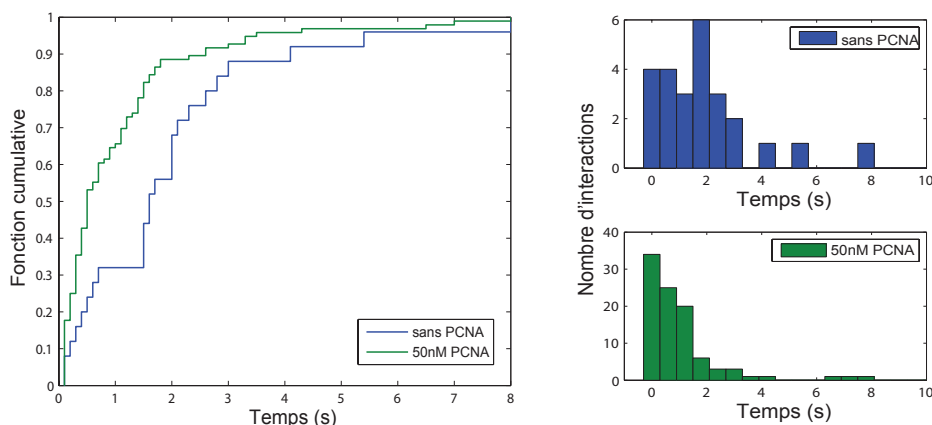 Fonction cumulative
1
0.9
0.8
0.7
0.6
0.5
0.4
0.3
0.2
0.1
0
0 1 2 3 4 5 6 7 8
Temps (s)
sans PCNA
50nM PCNA
Nombre d'interactions
6
4
2
0
sans PCNA
0 2 4 6 8 10
Temps (s)
40
30
20
10
0
50nM PCNA
0 2 4 6 8 10
Temps (s)